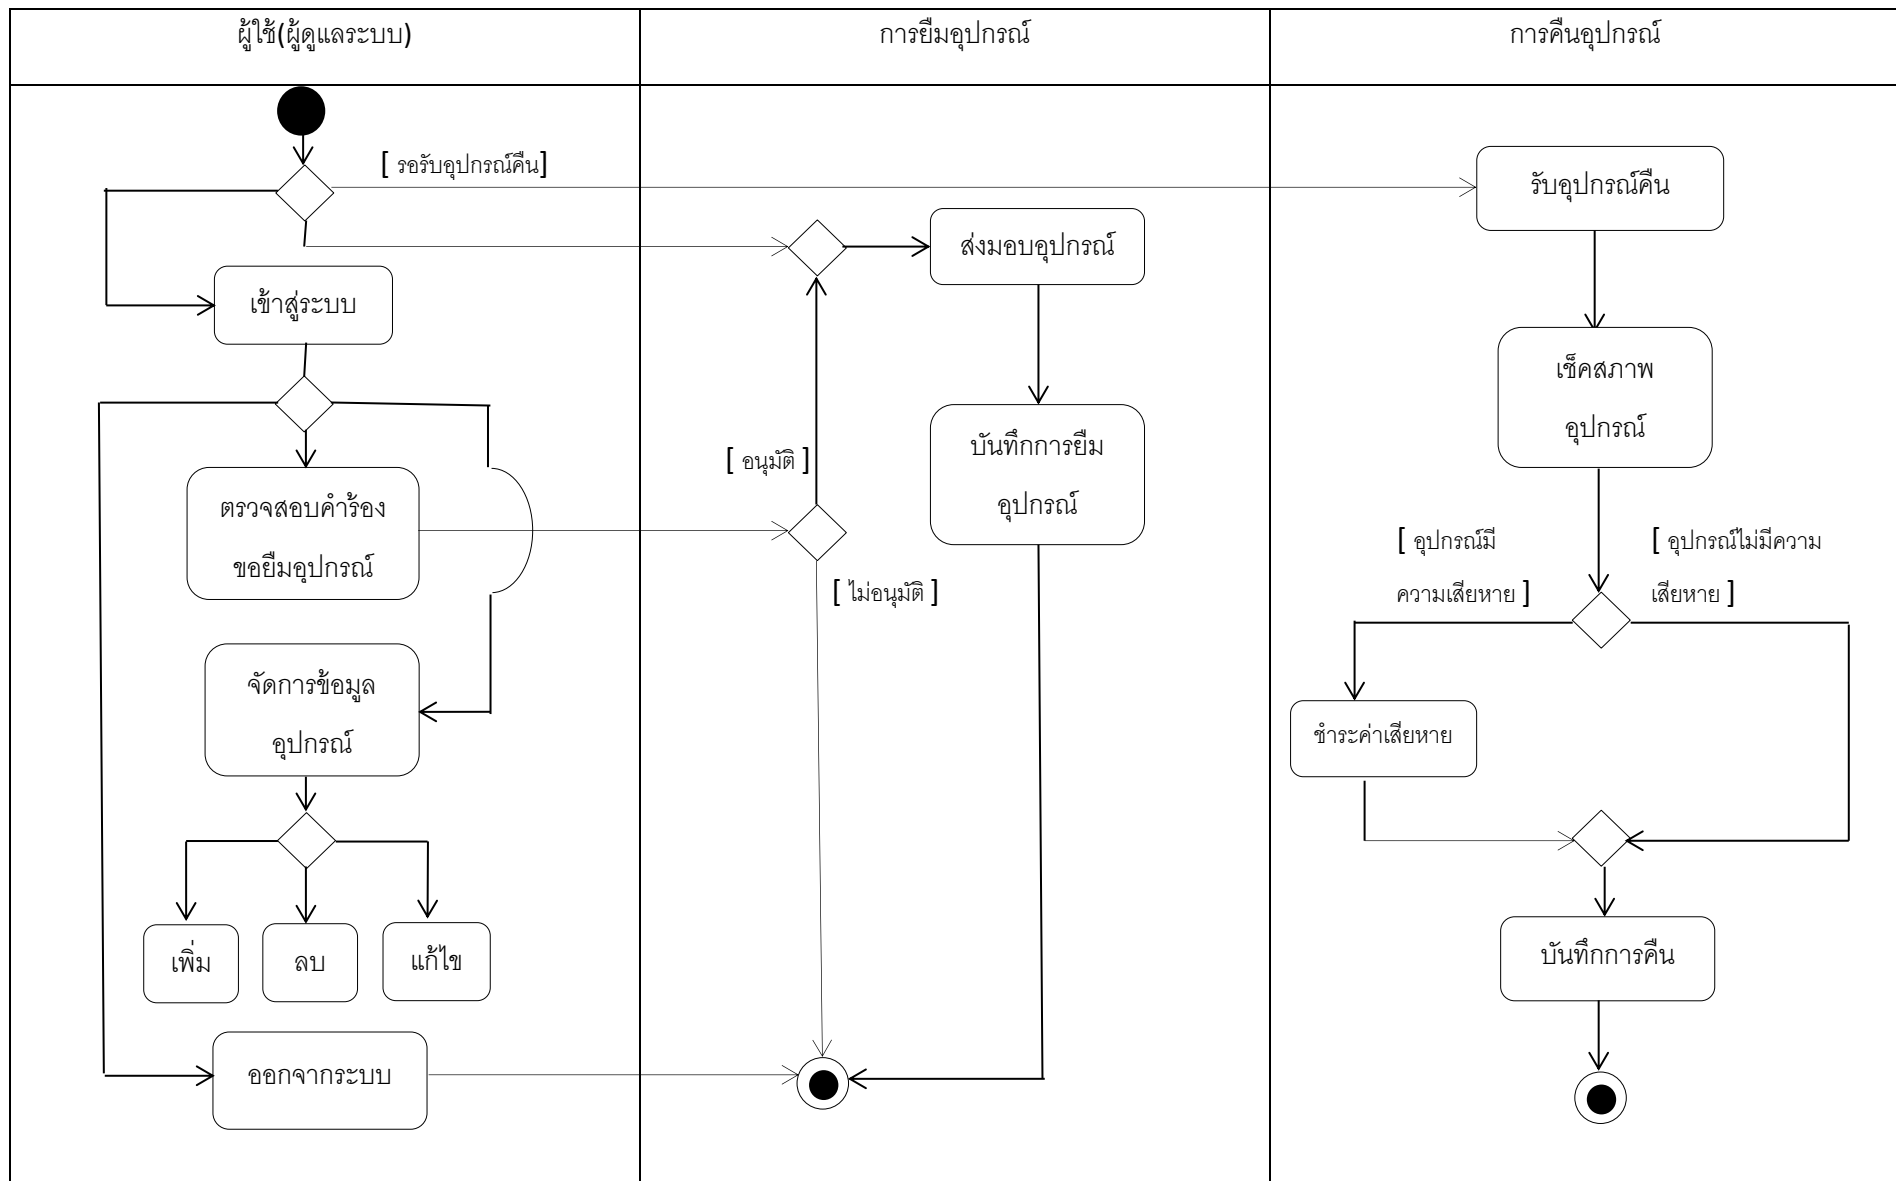 ผู้ใช้(ผู้ดูแลระบบ)
การยืมอุปกรณ์
การคืนอุปกรณ์
[ รอรับอุปกรณ์คืน]
รับอุปกรณ์คืน
ส่งมอบอุปกรณ์
เข้าสู่ระบบ
เช็คสภาพ
อุปกรณ์
[ อนุมัติ ]
บันทึกการยืม
อุปกรณ์
ตรวจสอบคำร้อง
ขอยืมอุปกรณ์
[ ไม่อนุมัติ ]
[ อุปกรณ์มี
ความเสียหาย ]
[ อุปกรณ์ไม่มีความ
เสียหาย ]
จัดการข้อมูล
อุปกรณ์
ชำระค่าเสียหาย
เพิ่ม
ลบ
แก้ไข
บันทึกการคืน
ออกจากระบบ